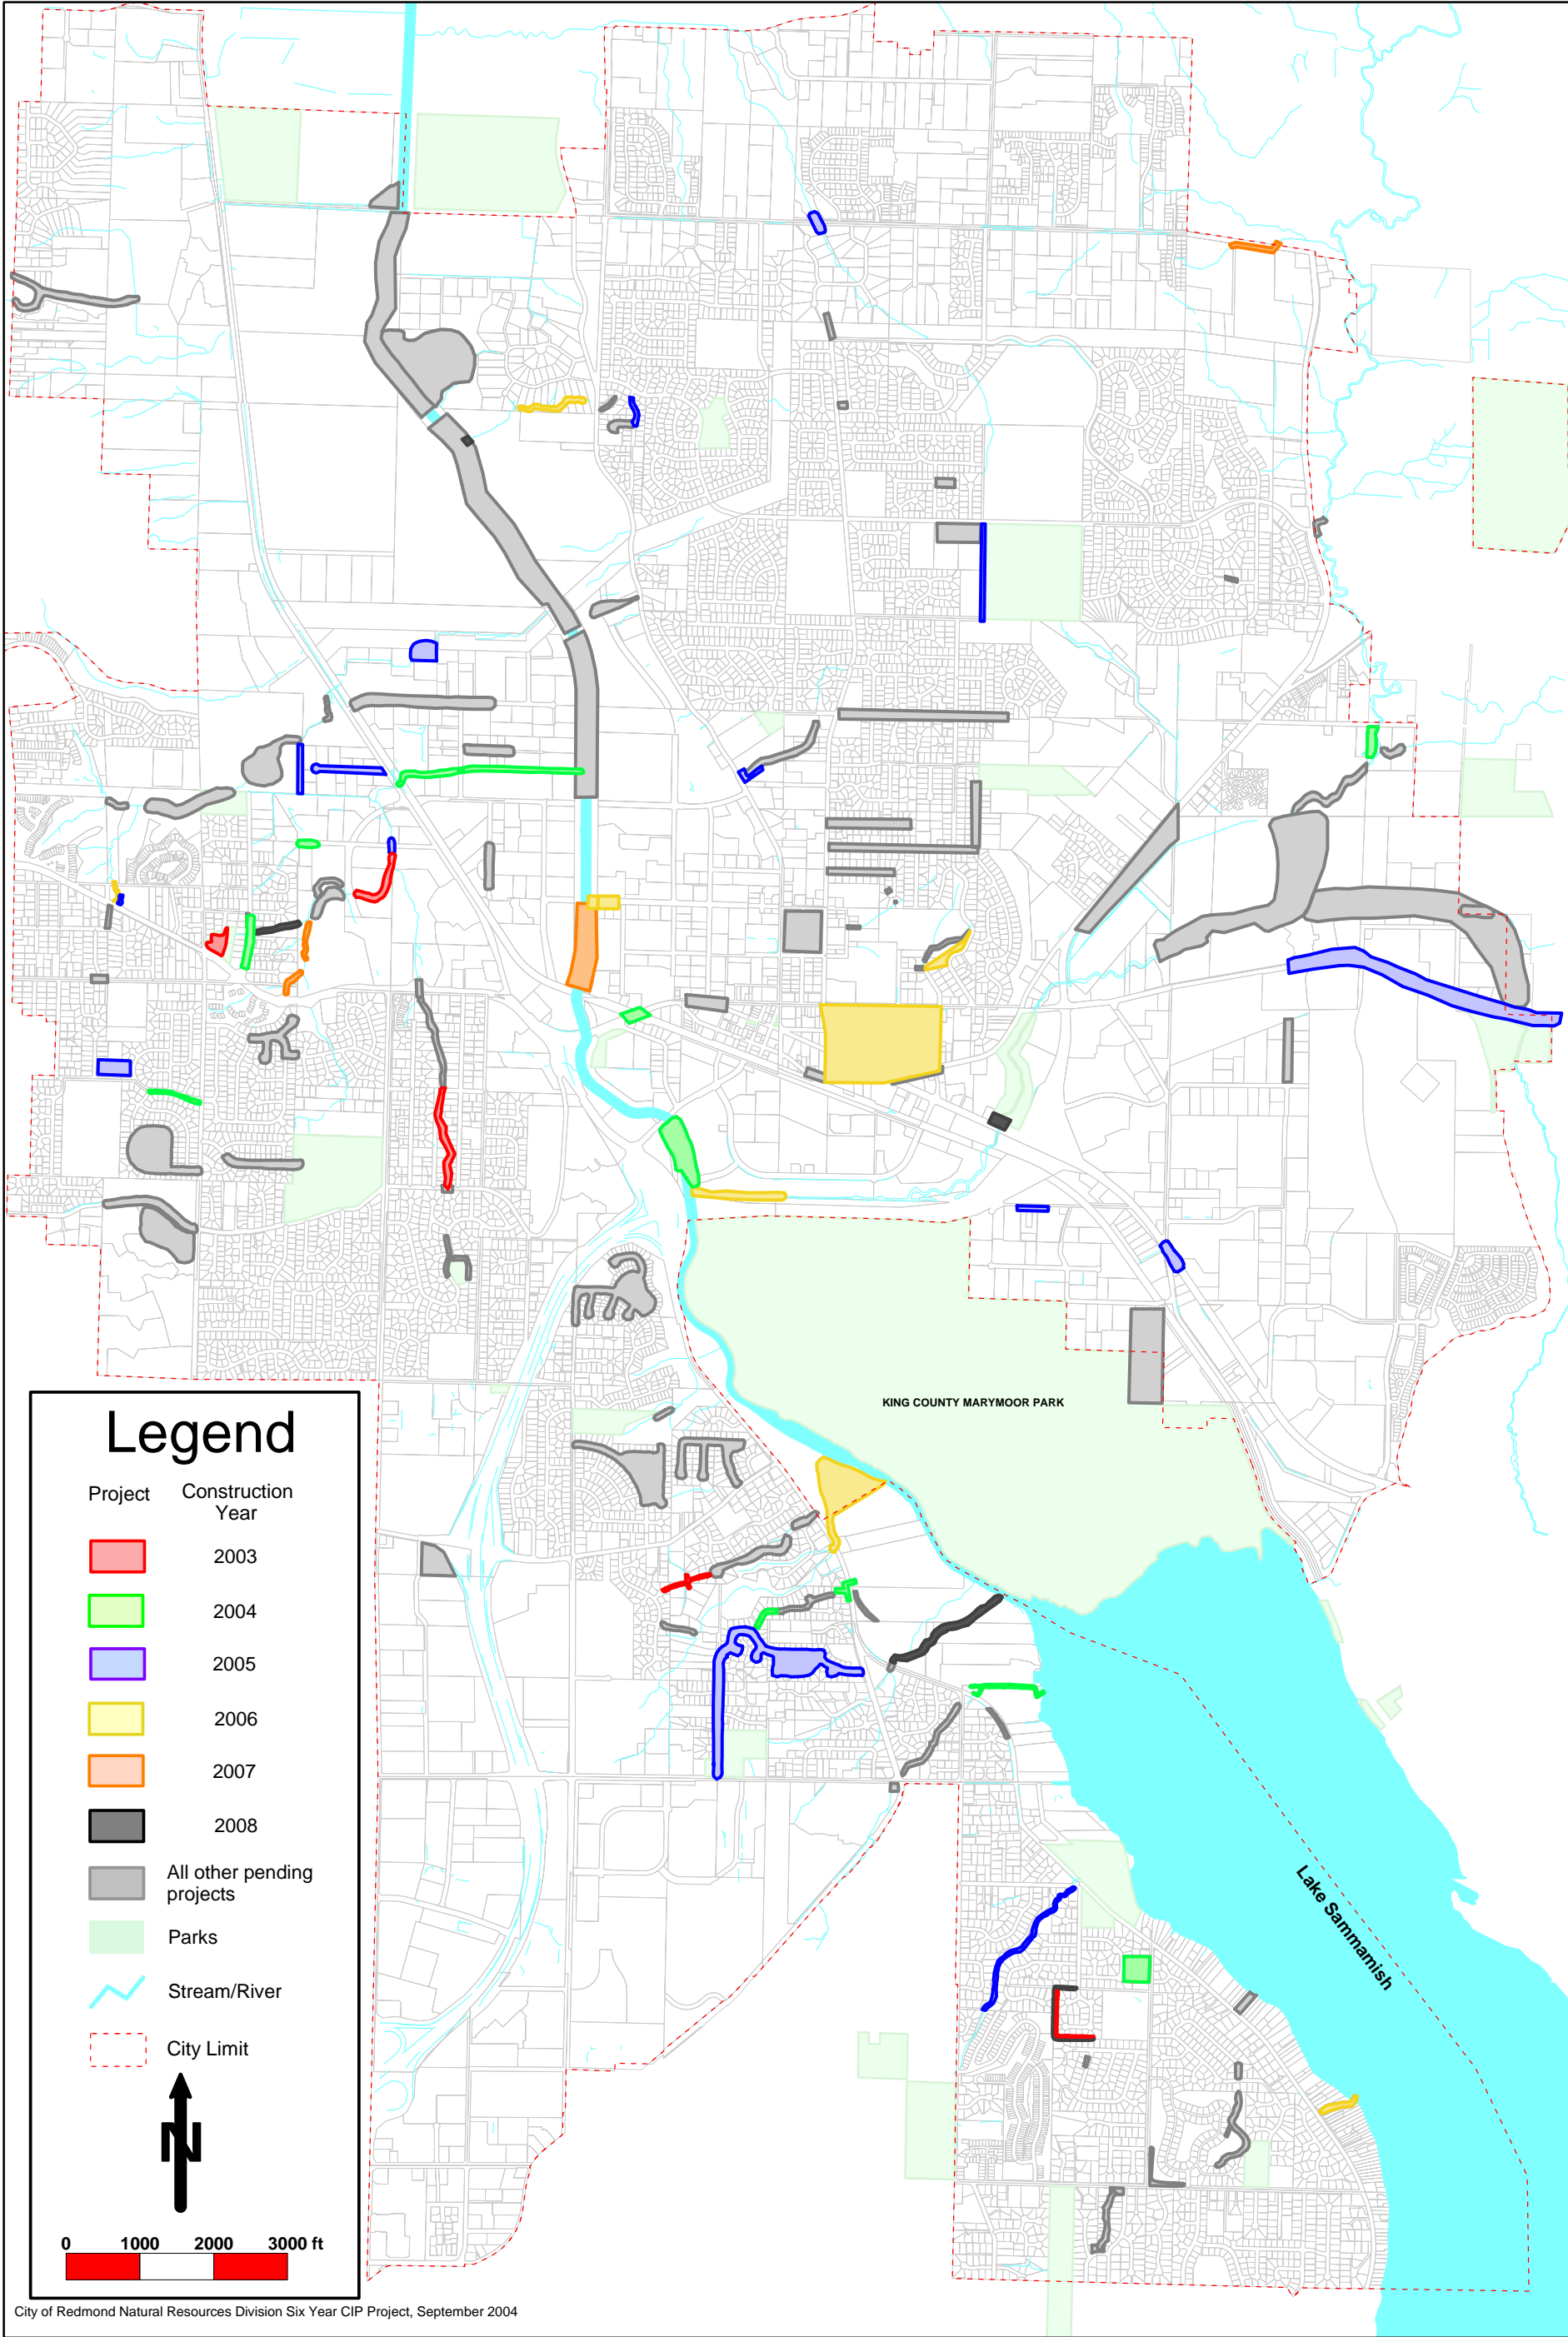 KING COUNTY MARYMOOR PARK
Legend
Project
Construction
Year
2003
2004
2005
2006
2007
2008
All other pending
projects
Parks
Stream/River
City Limit
N
0 1000 2000 3000 ft
Lake Sammamish
City of Redmond Natural Resources Division Six Year CIP Project, September 2004